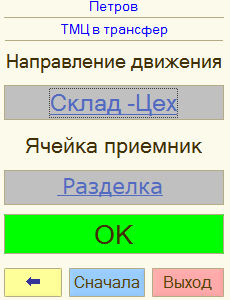 Петров
ТМЦ в трансфер
Направление движения
Склад -Цех
Ячейка приемник
Разделка
OK
⬅ Сначала Выход